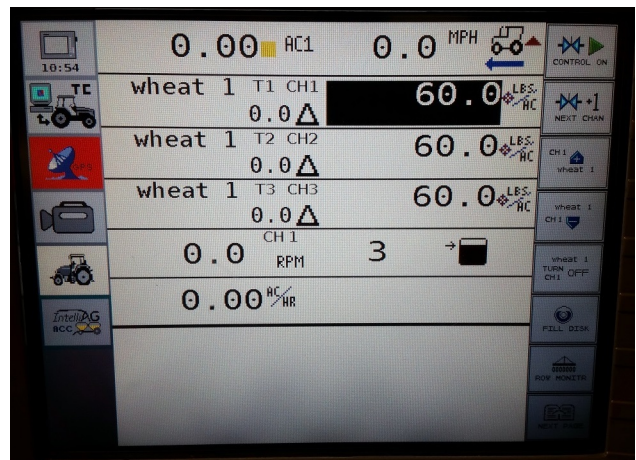 10:54
0.00 AC1 0.0 MPH
CONTROL ON
TC
wheat 1 T1 CH1 60.0 LBS/AC
0.0 Δ
+1
NEXT CHAN
GPS
wheat 1 T2 CH2 60.0 LBS/AC
0.0 Δ
CH1
wheat 1
wheat 1 T3 CH3 60.0 LBS/AC
0.0 Δ
wheat 1
CH1
CH1
0.0 RPM 3
wheat 1
TURN OFF
CH1
0.00 AC/HR
IntelliAG
ACC
FILL DISK
ROW MONITR